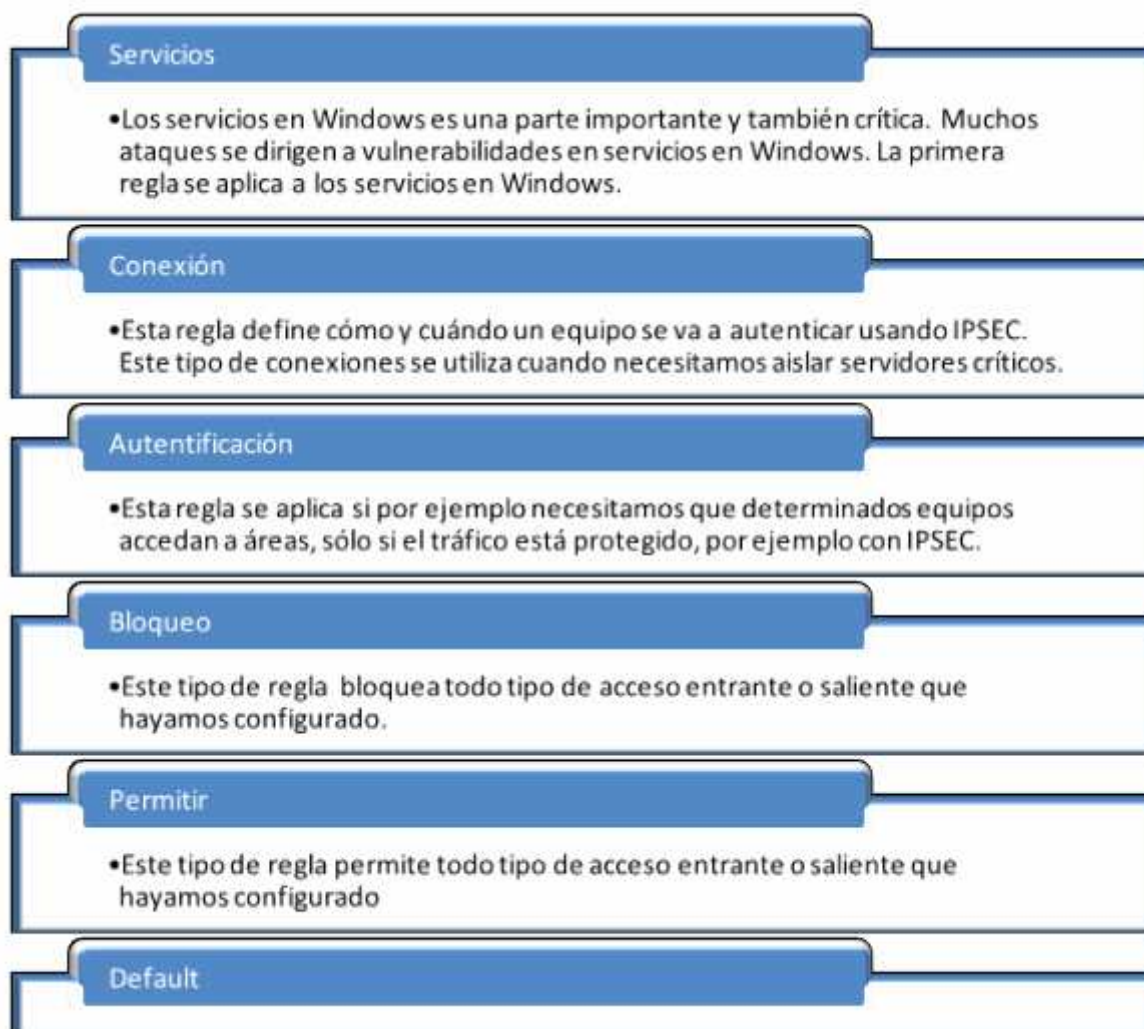 Servicios
•Los servicios en Windows es una parte importante y también crítica. Muchos
ataques se dirigen a vulnerabilidades en servicios en Windows. La primera
regla se aplica a los servicios en Windows.
Conexión
•Esta regla define cómo y cuándo un equipo se va a autenticar usando IPSEC.
Este tipo de conexiones se utiliza cuando necesitamos aislar servidores críticos.
Autentificación
•Esta regla se aplica si por ejemplo necesitamos que determinados equipos
accedan a áreas, sólo si el tráfico está protegido, por ejemplo con IPSEC.
Bloqueo
•Este tipo de regla bloquea todo tipo de acceso entrante o saliente que
hayamos configurado.
Permitir
•Este tipo de regla permite todo tipo de acceso entrante o saliente que
hayamos configurado
Default